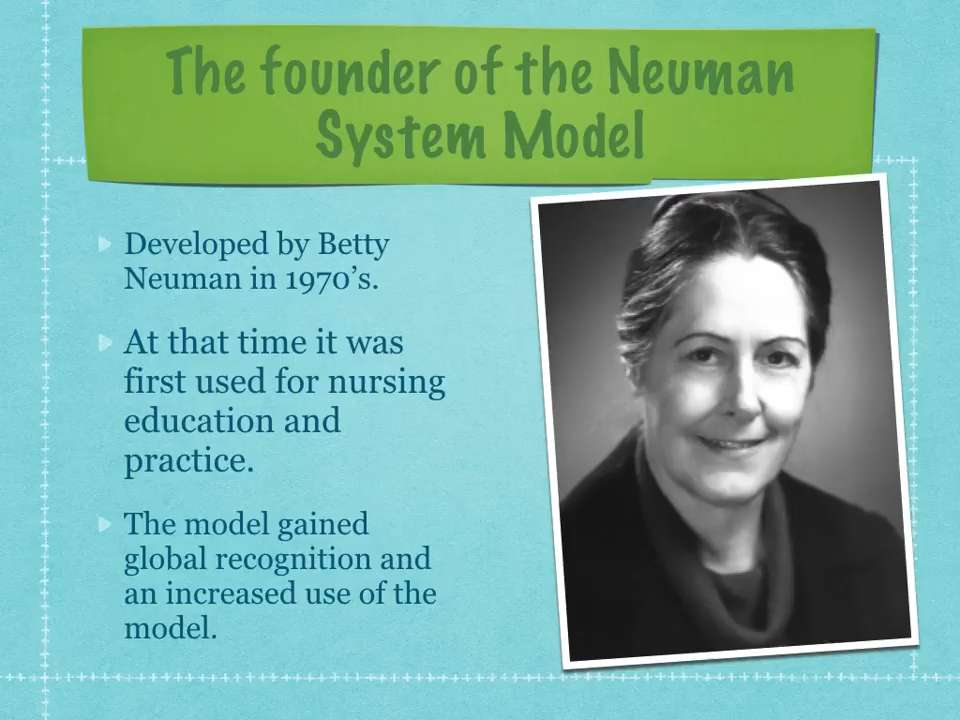 The founder of the Neuman
System Model
Developed by Betty
Neuman in 1970’s.
At that time it was
first used for nursing
education and
practice.
The model gained
global recognition and
an increased use of the
model.